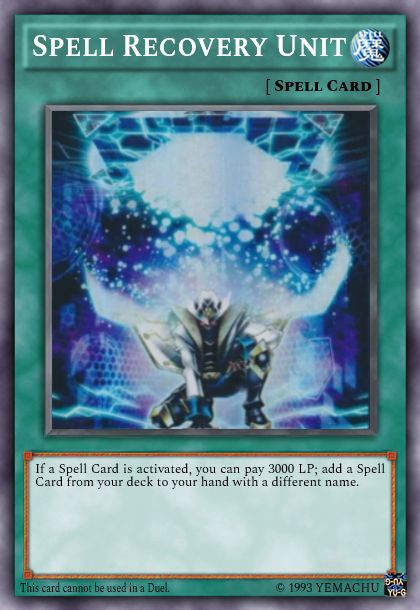 SPELL RECOVERY UNIT
魔
[ SPELL CARD ]
If a Spell Card is activated, you can pay 3000 LP; add a Spell
Card from your deck to your hand with a different name.
This card cannot be used in a Duel.
© 1993 YEMACHU